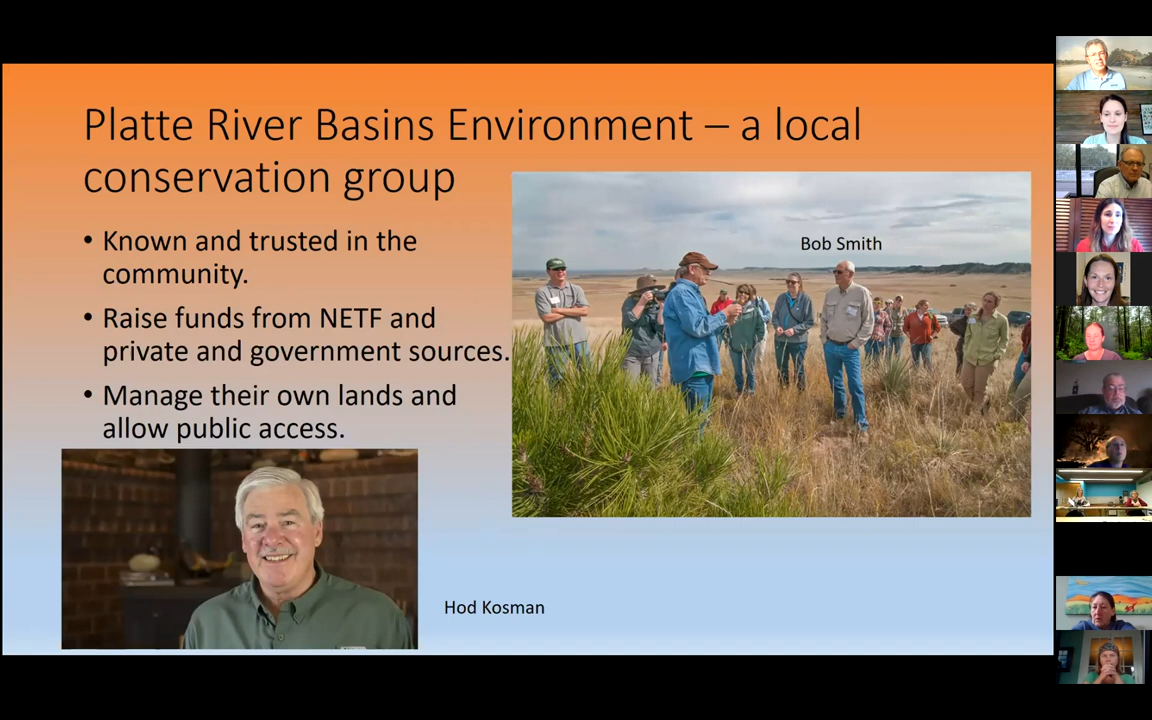 Platte River Basins Environment – a local
conservation group
• Known and trusted in the
community.
• Raise funds from NETF and
private and government sources.
• Manage their own lands and
allow public access.
Bob Smith
Hod Kosman